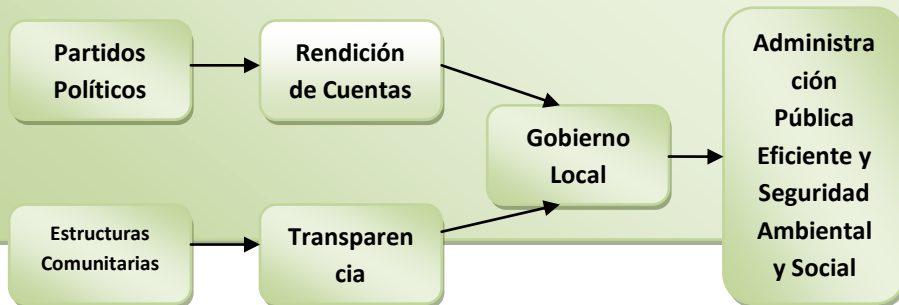 Partidos
Políticos
Rendición
de Cuentas
Gobierno
Local
Administra
ción
Pública
Eficiente y
Seguridad
Ambiental
y Social
Estructuras
Comunitarias
Transparen
cia